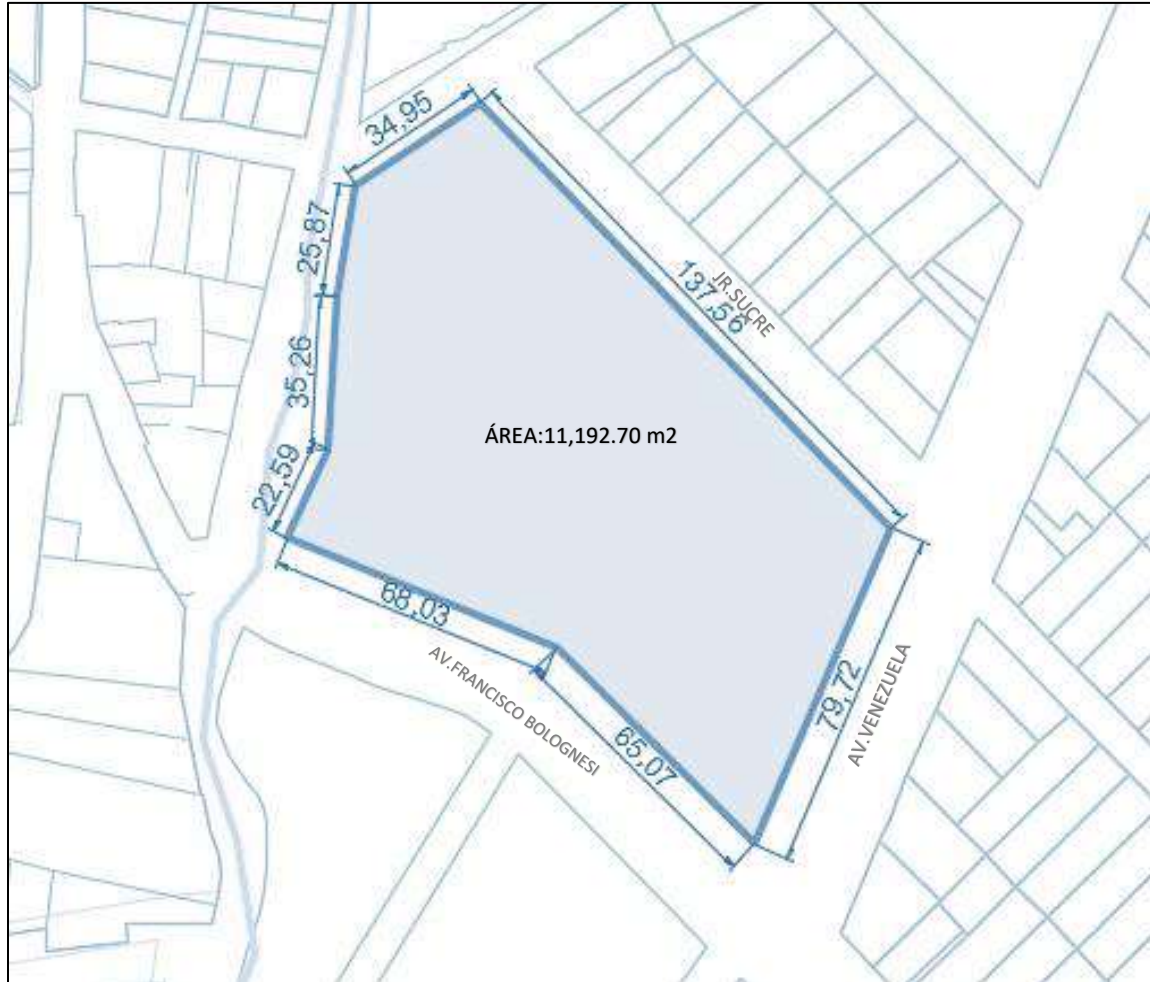 34,95
25,87
137,56
JR.SUCRE
35,26
ÁREA:11,192.70 m2
22,59
68,03
AV.FRANCISCO BOLOGNESI
65,07
79,72
AV.VENEZUELA